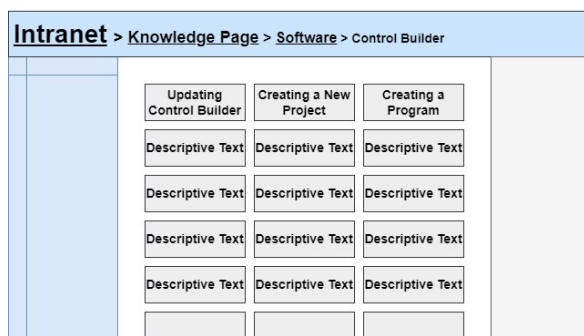 Intranet > Knowledge Page > Software > Control Builder
Updating Control Builder
Creating a New Project
Creating a Program
Descriptive Text Descriptive Text Descriptive Text
Descriptive Text Descriptive Text Descriptive Text
Descriptive Text Descriptive Text Descriptive Text
Descriptive Text Descriptive Text Descriptive Text